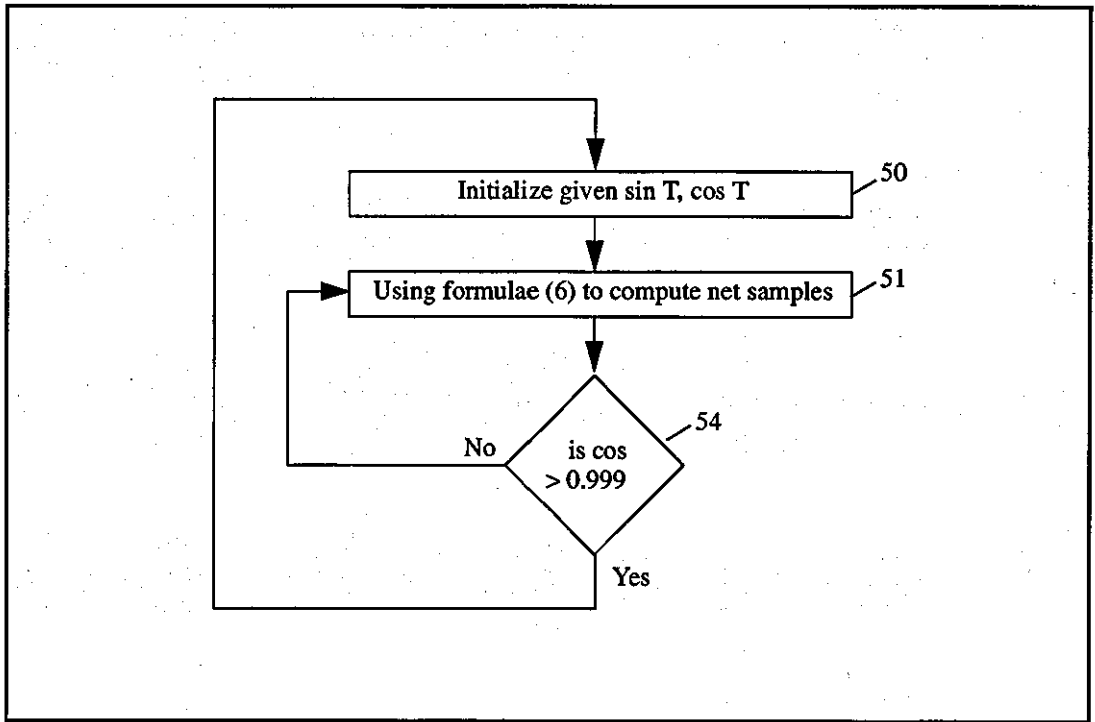 Initialize given sin T, cos T
50
Using formulae (6) to compute net samples
51
54
No
is cos
> 0.999
Yes